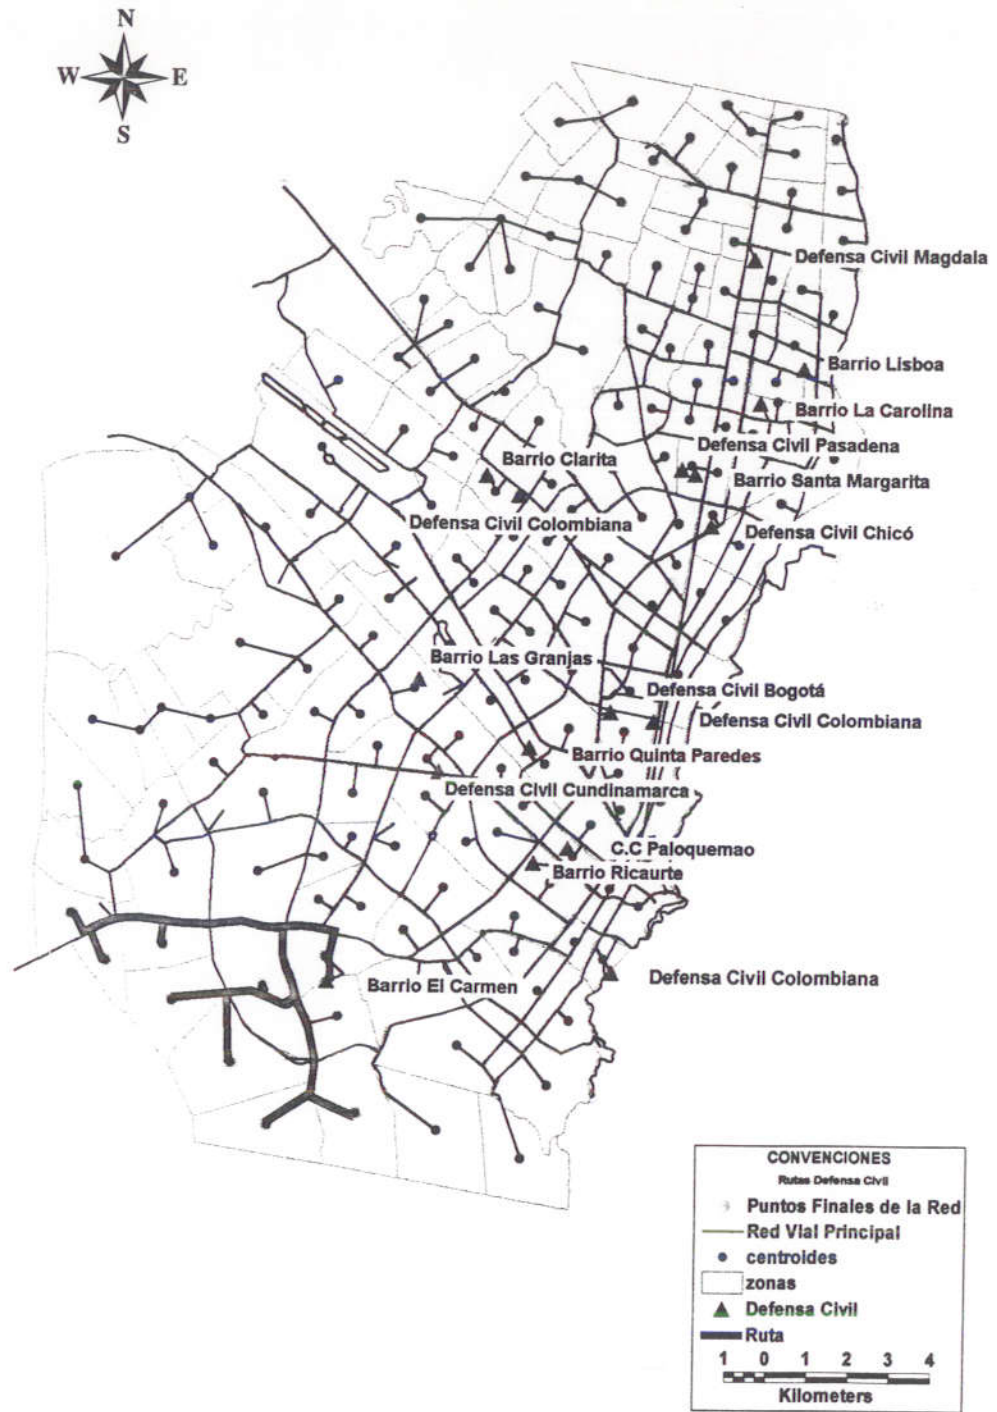 N
W E
S
Defensa Civil Magdala
Barrio Lisboa
Barrio La Carolina
Defensa Civil Pasadena
Barrio Clarita
Barrio Santa Margarita
Defensa Civil Colombiana
Defensa Civil Chicó
Barrio Las Granjas
Defensa Civil Bogotá
Defensa Civil Colombiana
Barrio Quinta Paredes
Defensa Civil Cundinamarca
C.C Paloquemao
Barrio Ricaurte
Defensa Civil Colombiana
Barrio El Carmen
CONVENCIONES
Rutas Defensa Civil
Puntos Finales de la Red
Red Vial Principal
centroides
zonas
Defensa Civil
Ruta
1 0 1 2 3 4
Kilometers